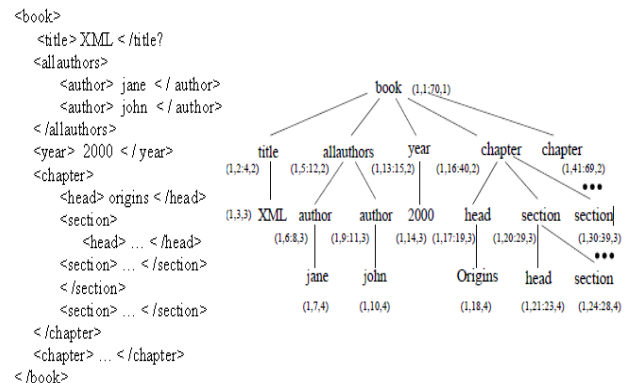 <book>
<title> XML </title?
<allauthors>
<author> jane </ author>
<author> john </ author>
</allauthors>
<year> 2000 </ year>
<chapter>
<head> origins </head>
<section>
<head> … </head>
<section> … </section>
</section>
<section> … </section>
</chapter>
<chapter> … </chapter>
</book>
book (1,1:70,1)
title allauthors year chapter chapter
(1,2:4,2) (1,5:12,2) (1,13:15,2) (1,16:40,2) (1,41:69,2)
•••
(1,3,3) XML author author 2000 head section section
(1,6:8,3) (1,9:11,3) (1,14,3) (1,17:19,3) (1,20:29,3) (1,30:39,3)
•••
jane john Origins head section
(1,7,4) (1,10,4) (1,18,4) (1,21:23,4) (1,24:28,4)